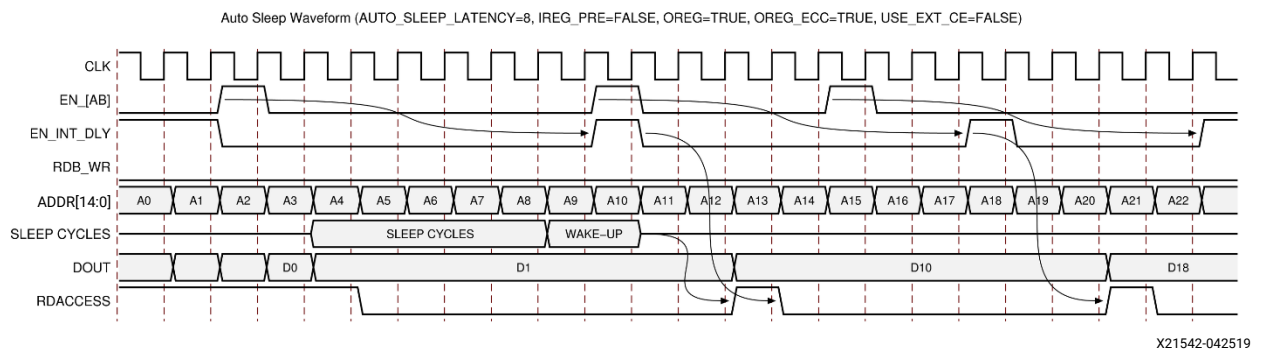 Auto Sleep Waveform (AUTO_SLEEP_LATENCY=8, IREG_PRE=FALSE, OREG=TRUE, OREG_ECC=TRUE, USE_EXT_CE=FALSE)
CLK
EN_[AB]
EN_INT_DLY
RDB_WR
ADDR[14:0] A0 A1 A2 A3 A4 A5 A6 A7 A8 A9 A10 A11 A12 A13 A14 A15 A16 A17 A18 A19 A20 A21 A22
SLEEP CYCLES SLEEP CYCLES WAKE–UP
DOUT D0 D1 D10 D18
RDACCESS
X21542-042519